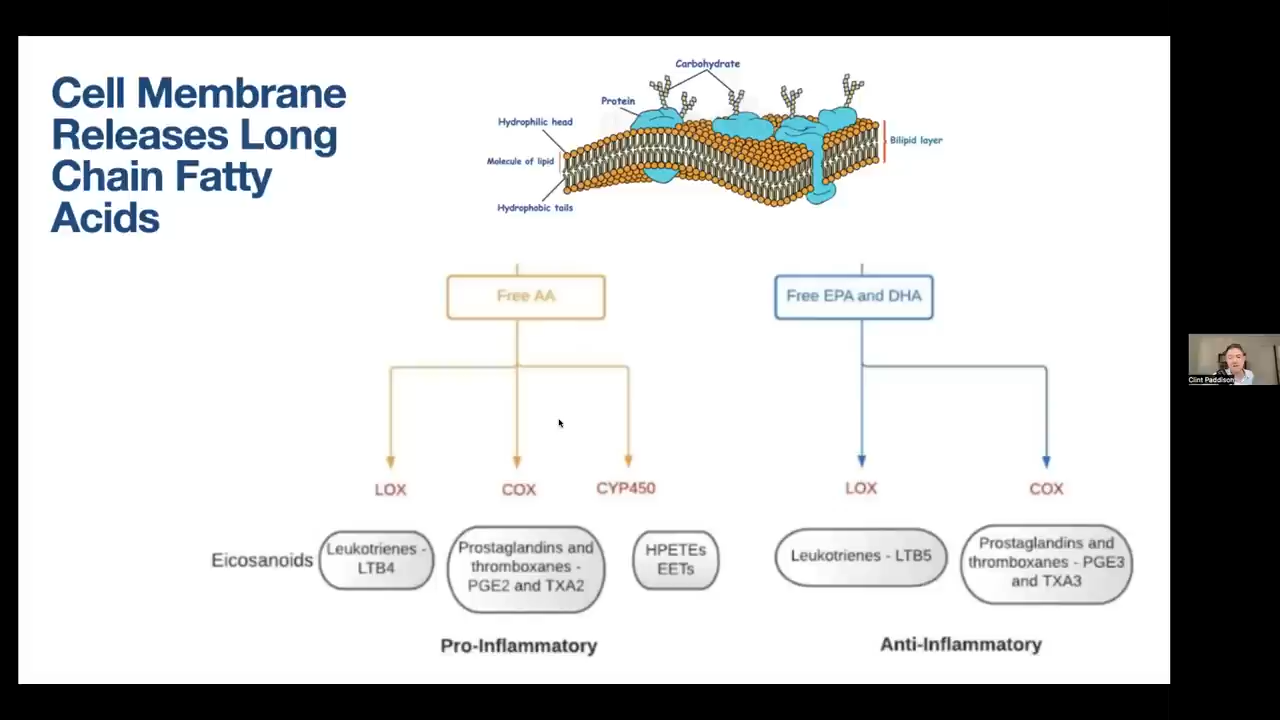 Cell Membrane
Releases Long
Chain Fatty
Acids
Carbohydrate
Protein
Hydrophilic head
Molecule of lipid
Hydrophobic tails
Bilipid layer
Free AA
Free EPA and DHA
LOX
COX
CYP450
LOX
COX
Eicosanoids
Leukotrienes -
LTB4
Prostaglandins and
thromboxanes -
PGE2 and TXA2
HPETEs
EETs
Leukotrienes - LTB5
Prostaglandins and
thromboxanes - PGE3
and TXA3
Pro-Inflammatory
Anti-Inflammatory
Clint Paddison